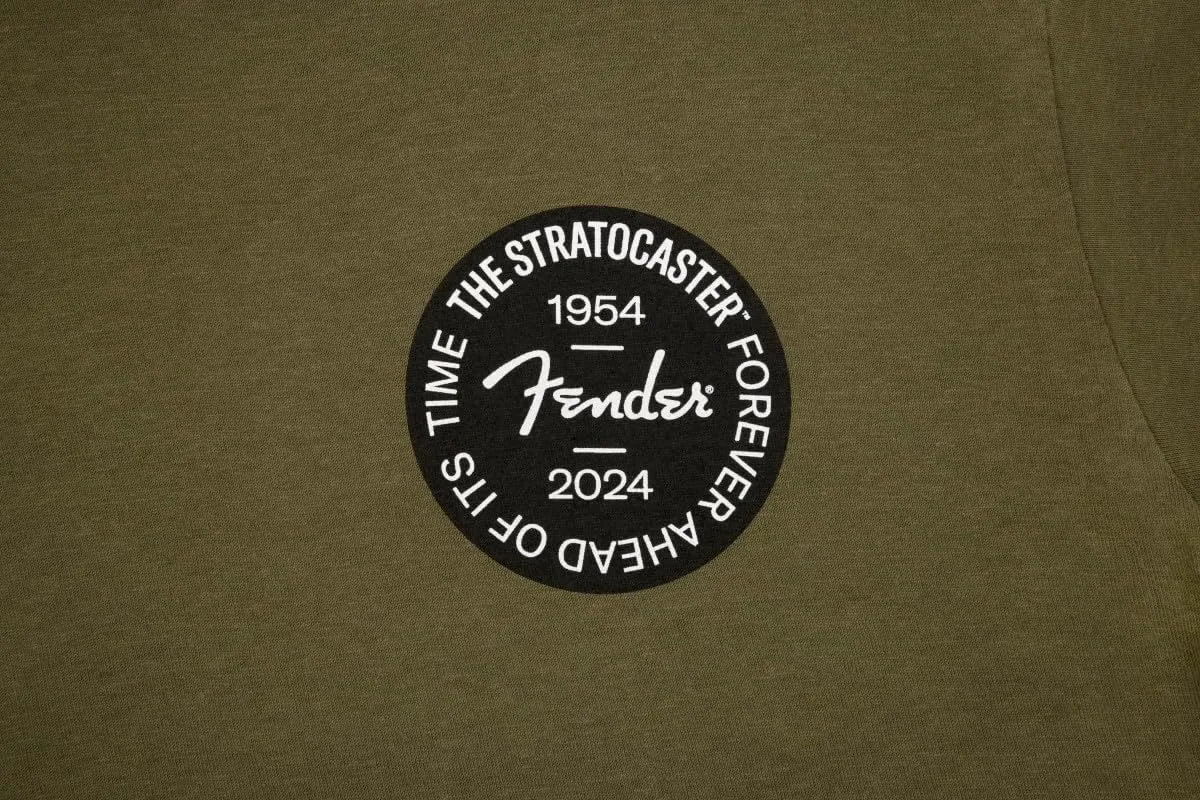 THE STRATOCASTER™ FOREVER AHEAD OF ITS TIME
1954
Fender®
2024